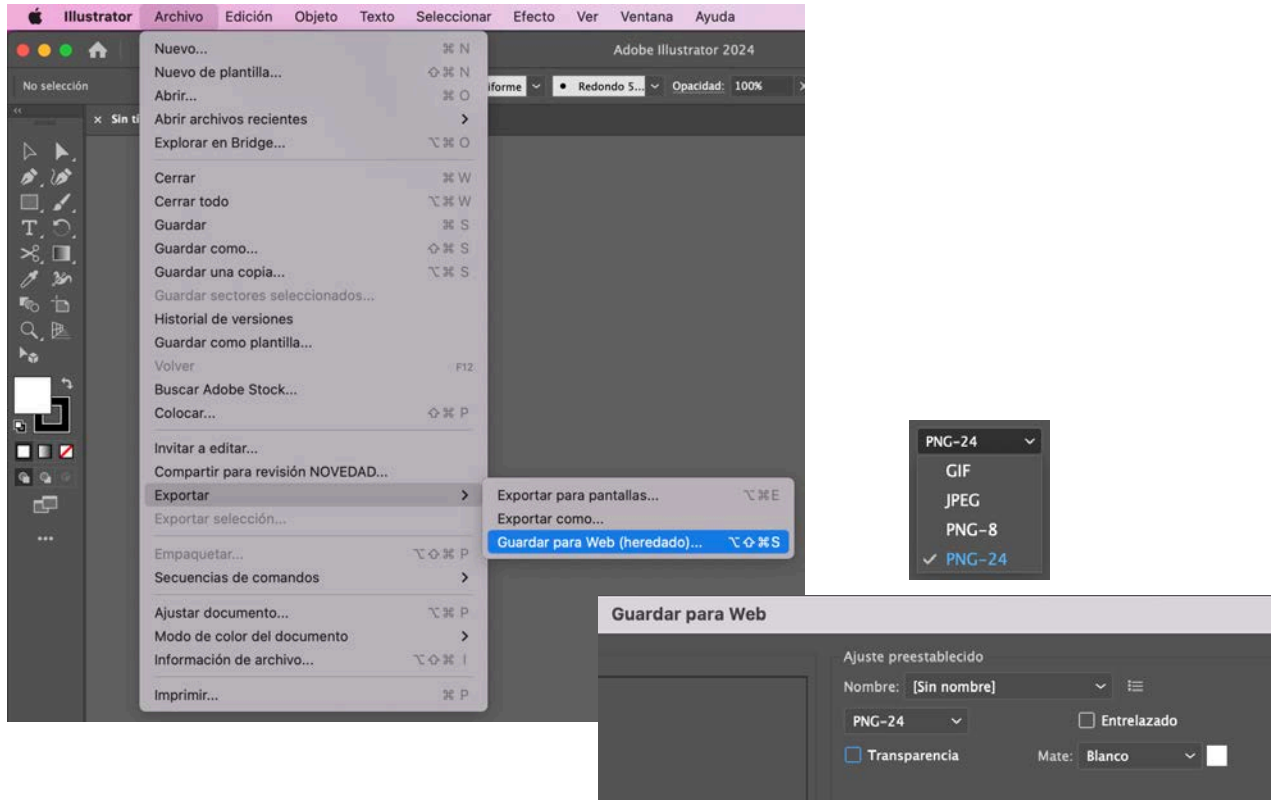 Illustrator Archivo Edición Objeto Texto Seleccionar Efecto Ver Ventana Ayuda
Adobe Illustrator 2024
No selección
Redondo 5... Opacidad: 100%
× Sin tí
Nuevo... ⌘ N
Nuevo de plantilla... ⇧⌘ N
Abrir... ⌘ O
Abrir archivos recientes >
Explorar en Bridge... ⌥⌘ O
Cerrar ⌘ W
Cerrar todo ⌥⌘ W
Guardar ⌘ S
Guardar como... ⇧⌘ S
Guardar una copia... ⌥⌘ S
Guardar sectores seleccionados...
Historial de versiones
Guardar como plantilla...
Volver F12
Buscar Adobe Stock...
Colocar... ⇧⌘ P
Invitar a editar...
Compartir para revisión NOVEDAD...
Exportar >
Exportar selección...
Empaquetar... ⌥⇧⌘ P
Secuencias de comandos >
Ajustar documento... ⌥⌘ P
Modo de color del documento >
Información de archivo... ⌥⇧⌘ I
Imprimir... ⌘ P
Exportar para pantallas... ⌥⌘E
Exportar como...
Guardar para Web (heredado)... ⌥⇧⌘S
PNG-24
GIF
JPEG
PNG-8
PNG-24
Guardar para Web
Ajuste preestablecido
Nombre: [Sin nombre]
PNG-24 Entrelazado
Transparencia Mate: Blanco